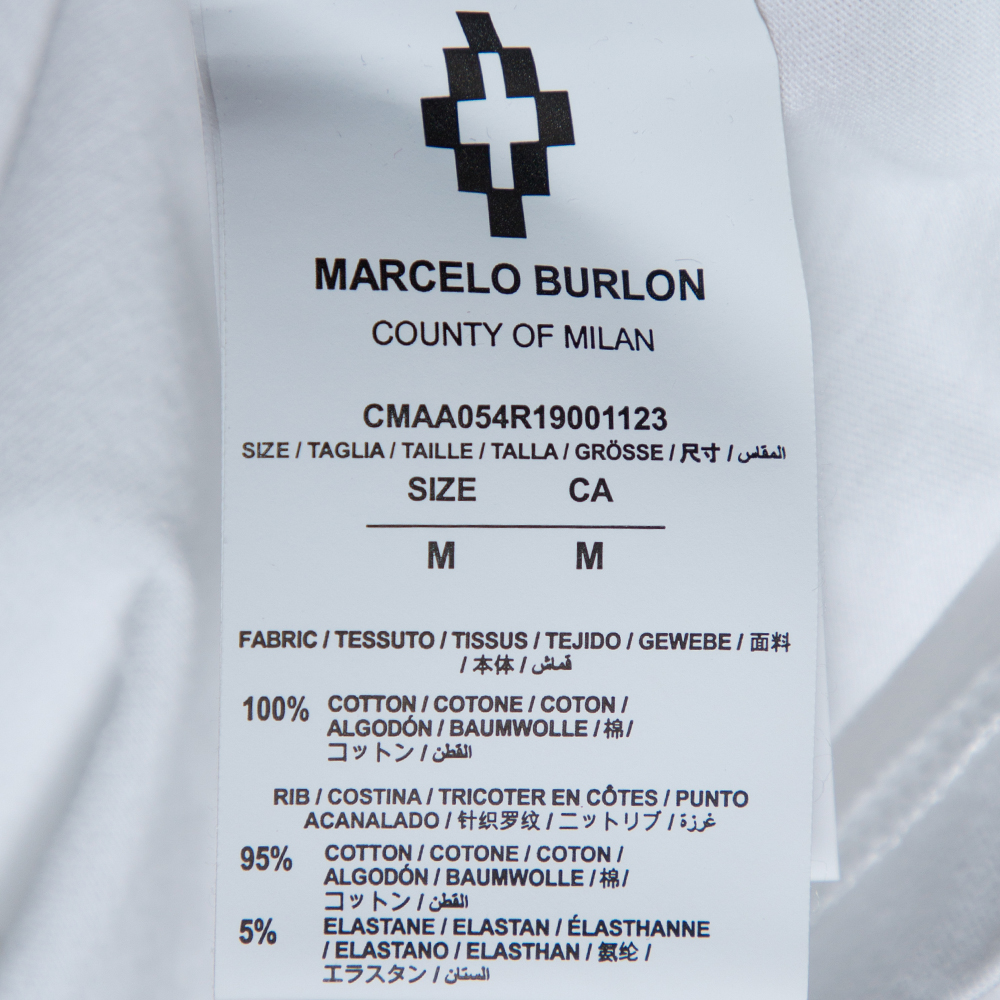 MARCELO BURLON
COUNTY OF MILAN
CMAA054R19001123
SIZE / TAGLIA / TAILLE / TALLA / GRÖSSE / 尺寸 / المقاس
SIZE CA
M M
FABRIC / TESSUTO / TISSUS / TEJIDO / GEWEBE / 面料
/ 本体 / قماش
100% COTTON / COTONE / COTON /
ALGODÓN / BAUMWOLLE / 棉/
コットン / القطن
RIB / COSTINA / TRICOTER EN CÔTES / PUNTO
ACANALADO / 针织罗纹 / ニットリブ / غرزة
95% COTTON / COTONE / COTON /
ALGODÓN / BAUMWOLLE / 棉/
コットン / القطن
5% ELASTANE / ELASTAN / ÉLASTHANNE
/ ELASTANO / ELASTHAN / 氨纶 /
エラスタン / الستان